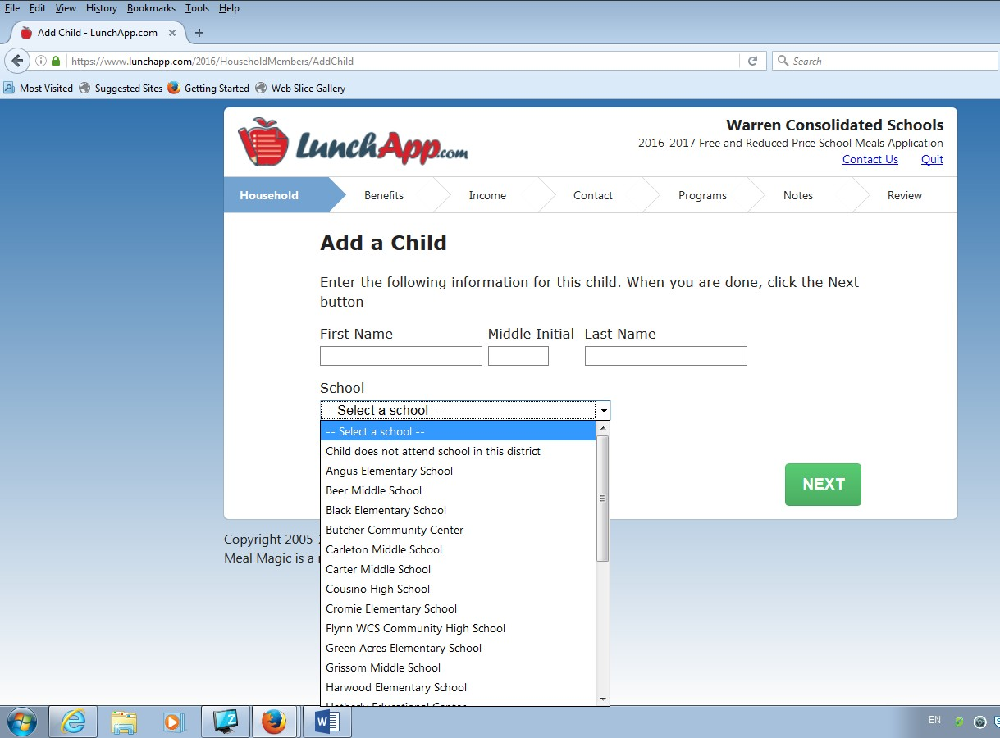 File Edit View History Bookmarks Tools Help
Add Child - LunchApp.com
https://www.lunchapp.com/2016/HouseholdMembers/AddChild
Search
Most Visited Suggested Sites Getting Started Web Slice Gallery
LunchApp.com
Warren Consolidated Schools
2016-2017 Free and Reduced Price School Meals Application
Contact Us Quit
Household Benefits Income Contact Programs Notes Review
Add a Child
Enter the following information for this child. When you are done, click the Next
button
First Name Middle Initial Last Name
School
-- Select a school --
-- Select a school --
Child does not attend school in this district
Angus Elementary School
Beer Middle School
Black Elementary School
Butcher Community Center
Carleton Middle School
Carter Middle School
Cousino High School
Cromie Elementary School
Flynn WCS Community High School
Green Acres Elementary School
Grissom Middle School
Harwood Elementary School
NEXT
Copyright 2005-
Meal Magic is a
EN